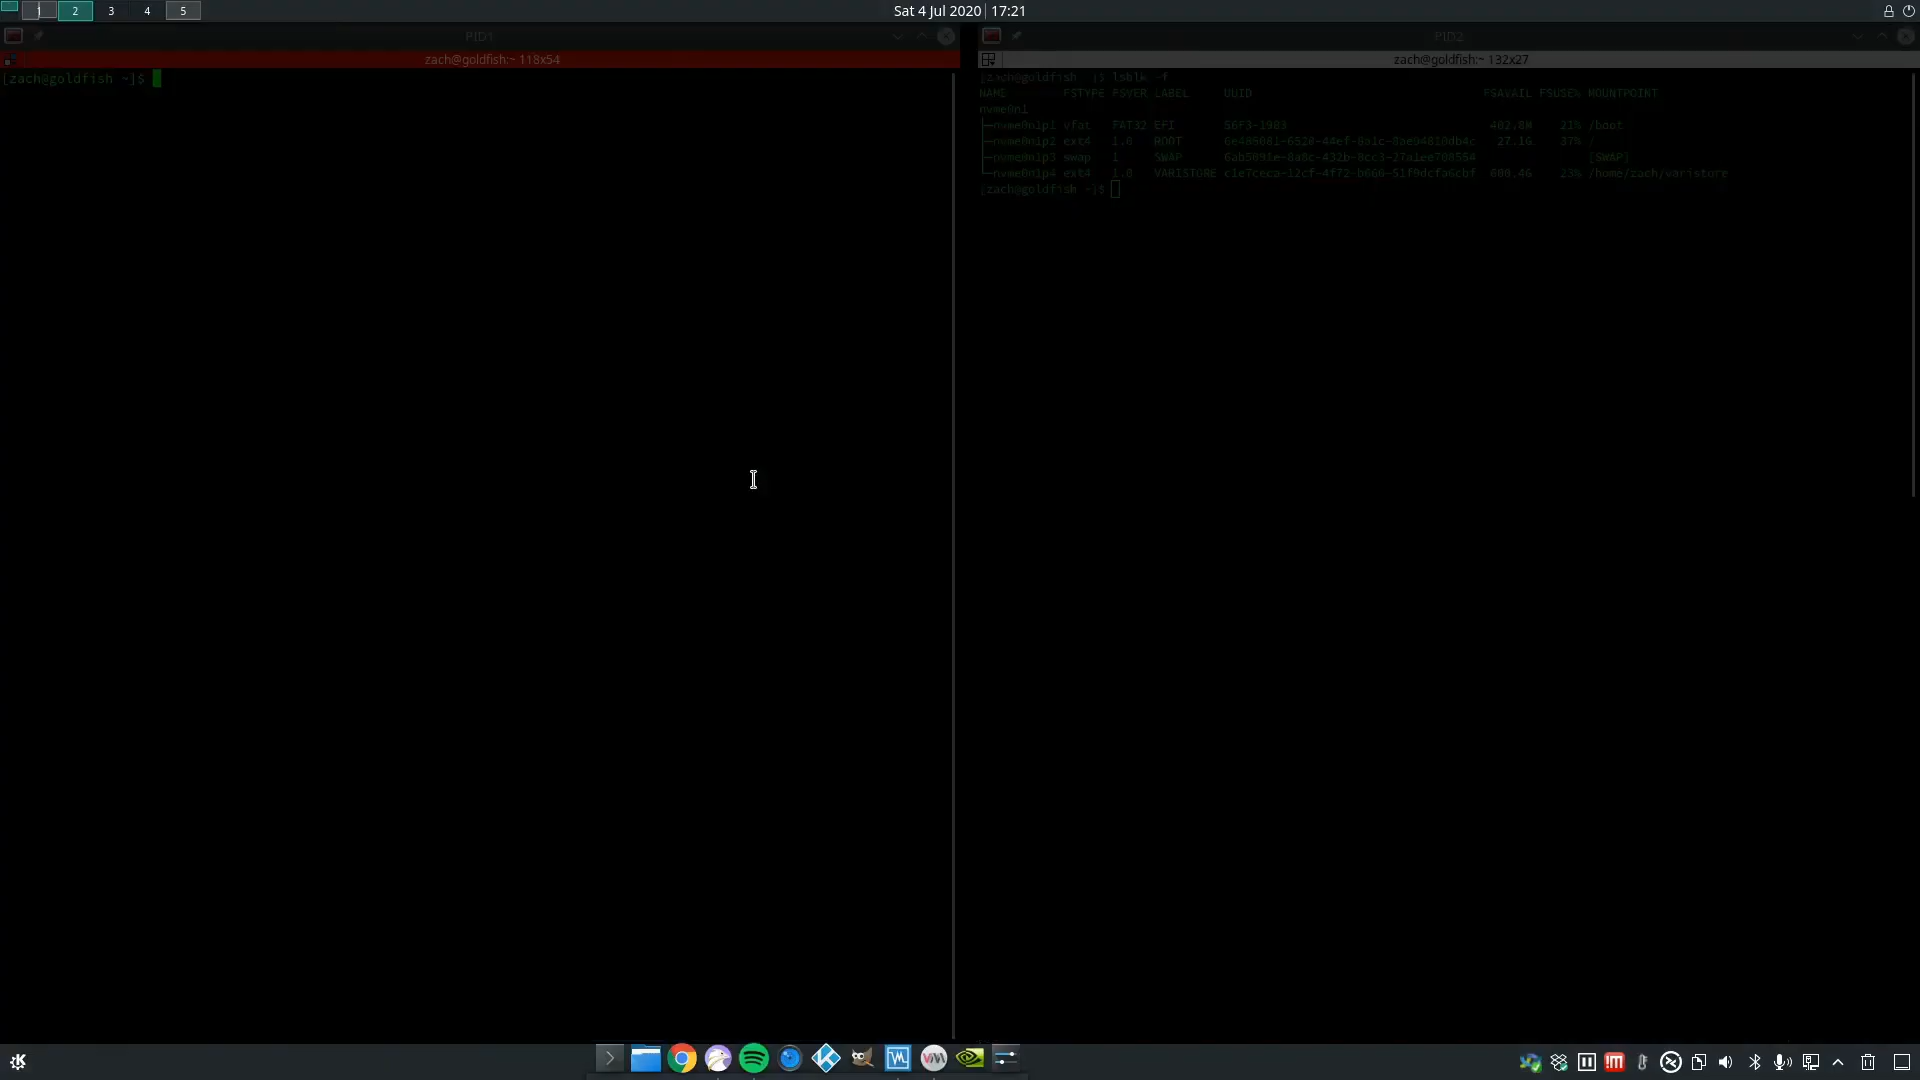 1 2 3 4 5
Sat 4 Jul 2020 | 17:21
PID1
zach@goldfish:~ 118x54
[zach@goldfish ~]$
PID2
zach@goldfish:~ 132x27
[zach@goldfish ~]$ lsblk -f
NAME FSTYPE FSVER LABEL UUID FSAVAIL FSUSE% MOUNTPOINT
nvme0n1
├─nvme0n1p1 vfat FAT32 EFI 56F3-1983 402.8M 21% /boot
├─nvme0n1p2 ext4 1.0 ROOT 27.1G 37% /
├─nvme0n1p3 swap 1 SWAP [SWAP]
└─nvme0n1p4 ext4 1.0 VARISTORE 23% /home/zach/varistore
[zach@goldfish ~]$